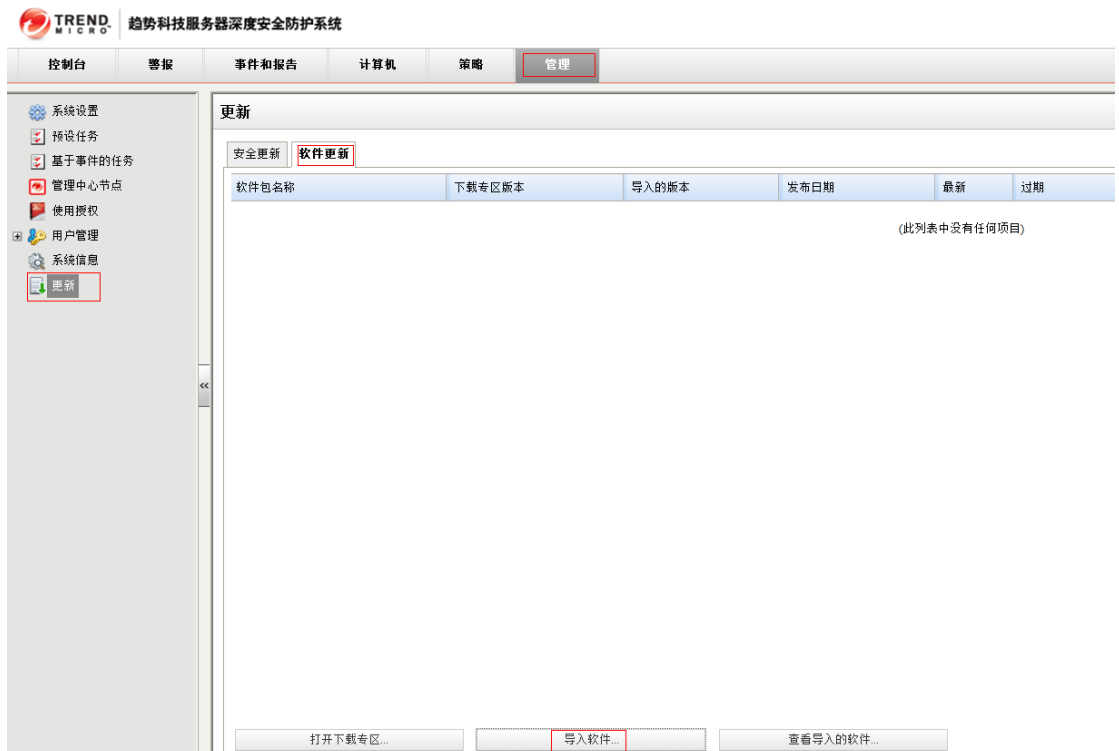 TREND MICRO 趋势科技服务器深度安全防护系统
控制台 警报 事件和报告 计算机 策略 管理
系统设置
预设任务
基于事件的任务
管理中心节点
使用授权
用户管理
系统信息
更新
更新
安全更新 软件更新
软件包名称 下载专区版本 导入的版本 发布日期 最新 过期
(此列表中没有任何项目)
«
打开下载专区... 导入软件... 查看导入的软件...